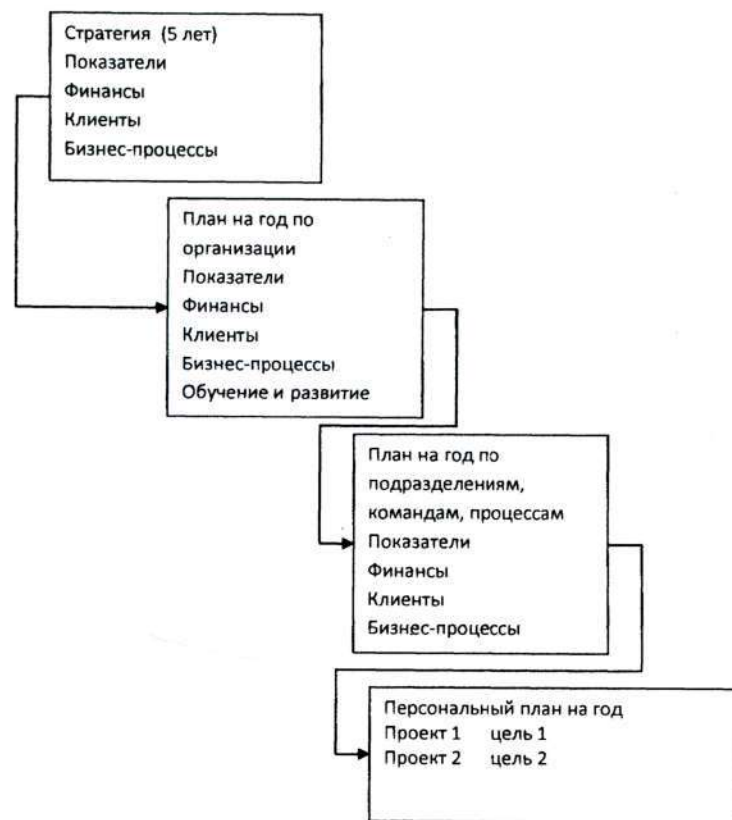 Стратегия (5 лет)
Показатели
Финансы
Клиенты
Бизнес-процессы
План на год по
организации
Показатели
Финансы
Клиенты
Бизнес-процессы
Обучение и развитие
План на год по
подразделениям,
командам, процессам
Показатели
Финансы
Клиенты
Бизнес-процессы
Персональный план на год
Проект 1 цель 1
Проект 2 цель 2